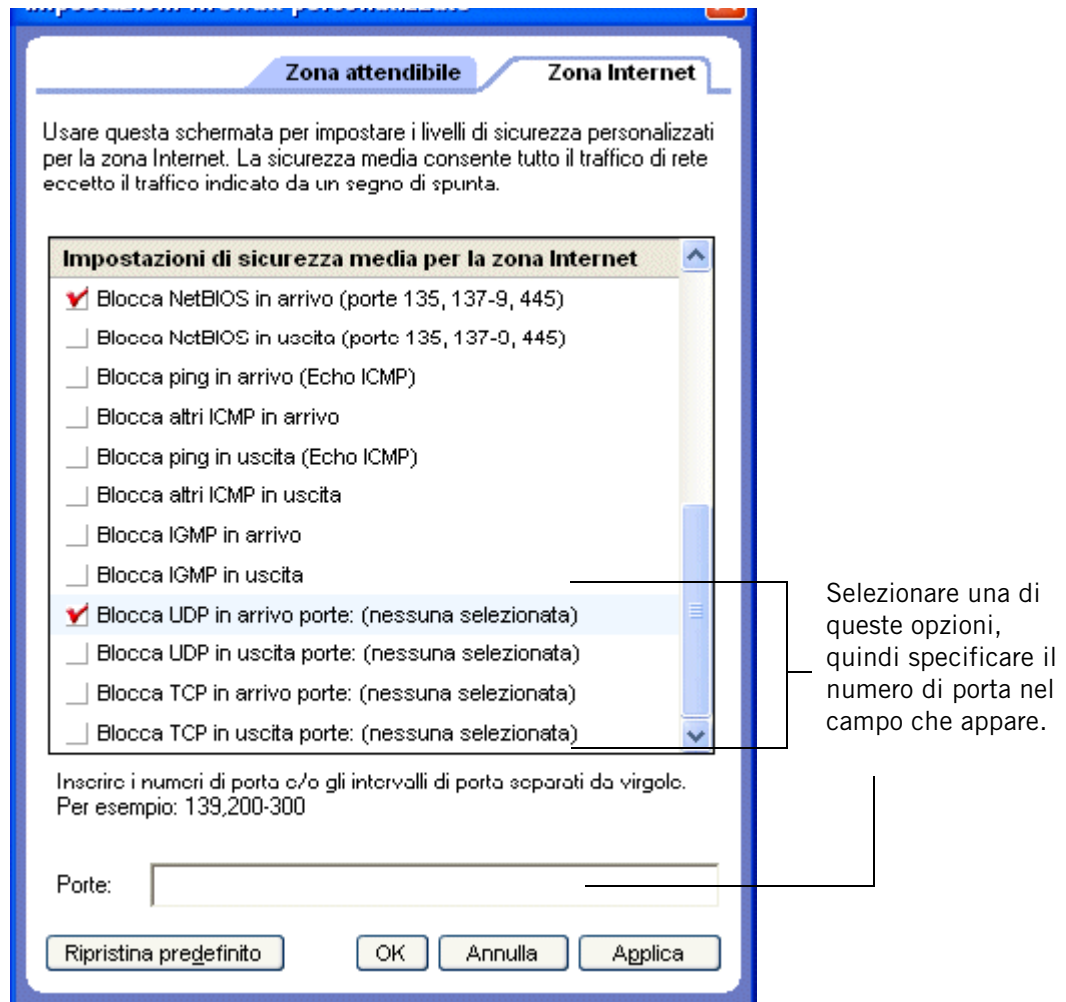 Impostazioni firewall personalizzate
Zona attendibile
Zona Internet
Usare questa schermata per impostare i livelli di sicurezza personalizzati
per la zona Internet. La sicurezza media consente tutto il traffico di rete
eccetto il traffico indicato da un segno di spunta.
Impostazioni di sicurezza media per la zona Internet
Blocca NetBIOS in arrivo (porte 135, 137-9, 445)
Blocca NetBIOS in uscita (porte 135, 137-9, 445)
Blocca ping in arrivo (Echo ICMP)
Blocca altri ICMP in arrivo
Blocca ping in uscita (Echo ICMP)
Blocca altri ICMP in uscita
Blocca IGMP in arrivo
Blocca IGMP in uscita
Blocca UDP in arrivo porte: (nessuna selezionata)
Blocca UDP in uscita porte: (nessuna selezionata)
Blocca TCP in arrivo porte: (nessuna selezionata)
Blocca TCP in uscita porte: (nessuna selezionata)
Selezionare una di
queste opzioni,
quindi specificare il
numero di porta nel
campo che appare.
Inserire i numeri di porta e/o gli intervalli di porta separati da virgole.
Per esempio: 139,200-300
Porte:
Ripristina predefinito
OK
Annulla
Applica